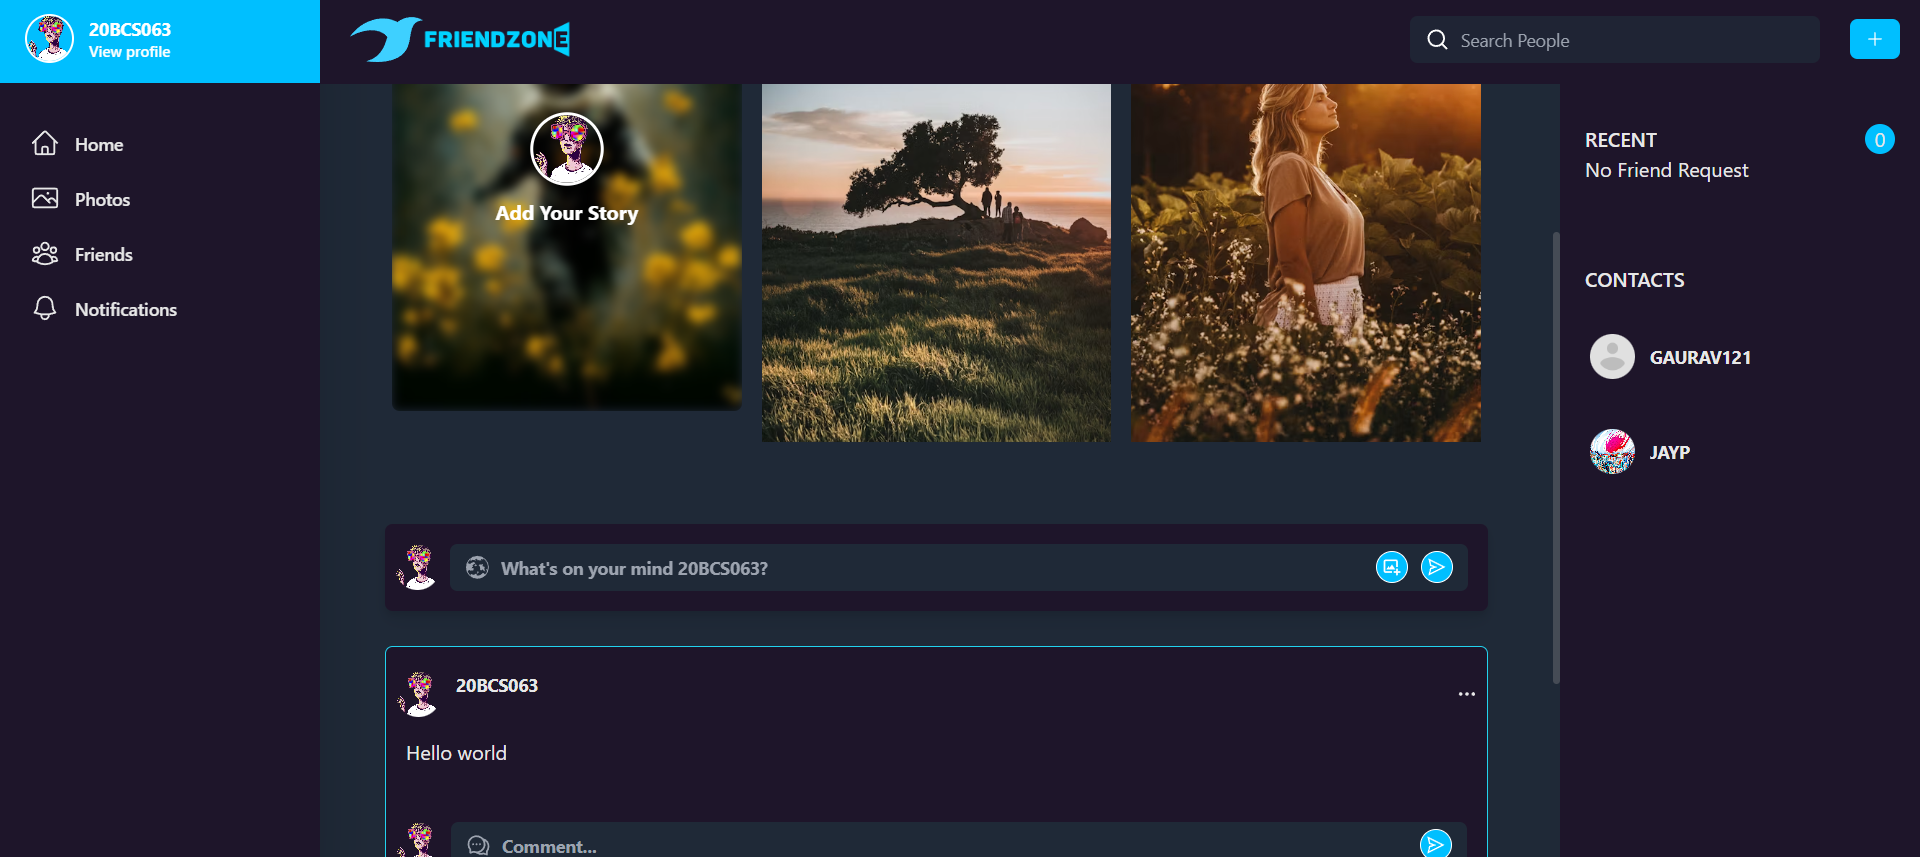 20BCS063
View profile
FRIENDZONE
Search People
Home
Photos
Friends
Notifications
Add Your Story
RECENT
0
No Friend Request
CONTACTS
GAURAV121
JAYP
What's on your mind 20BCS063?
20BCS063
Hello world
Comment...